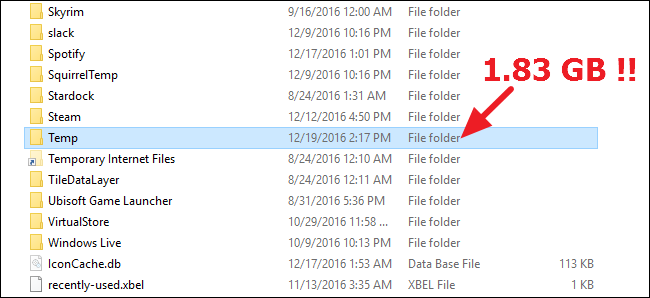 Skyrim 9/16/2016 12:00 AM File folder
slack 12/9/2016 10:16 PM File folder
Spotify 12/17/2016 1:01 PM File folder
SquirrelTemp 12/9/2016 10:16 PM File folder
Stardock 8/24/2016 1:31 AM File folder
Steam 12/12/2016 4:50 PM File folder
Temp 12/19/2016 2:17 PM File folder
1.83 GB !!
Temporary Internet Files 8/24/2016 12:10 AM File folder
TileDataLayer 8/24/2016 12:11 AM File folder
Ubisoft Game Launcher 8/31/2016 5:36 PM File folder
VirtualStore 10/29/2016 11:58 ... File folder
Windows Live 10/9/2016 10:13 PM File folder
IconCache.db 12/17/2016 1:53 AM Data Base File 113 KB
recently-used.xbel 11/13/2016 3:35 AM XBEL File 1 KB